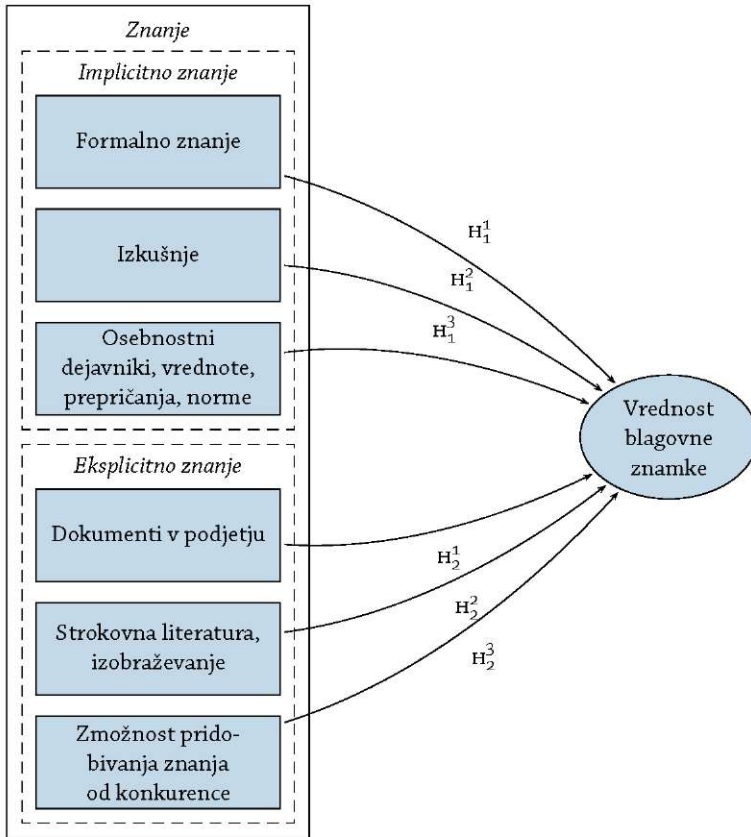 Znanje
Implicitno znanje
Formalno znanje
Izkušnje
Osebnostni
dejavniki, vrednote,
prepričanja, norme
Eksplicitno znanje
Dokumenti v podjetju
Strokovna literatura,
izobraževanje
Zmožnost prido-
bivanja znanja
od konkurence
H₁¹
H₁²
H₁³
H₂¹
H₂²
H₂³
Vrednost
blagovne
znamke